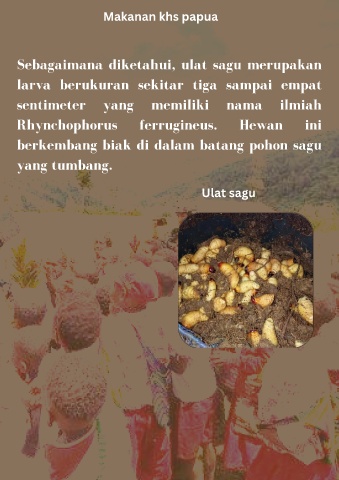 Makanan khs papua
Sebagaimana diketahui, ulat sagu merupakan
larva berukuran sekitar tiga sampai empat
sentimeter yang memiliki nama ilmiah
Rhynchophorus ferrugineus. Hewan ini
berkembang biak di dalam batang pohon sagu
yang tumbang.
Ulat sagu